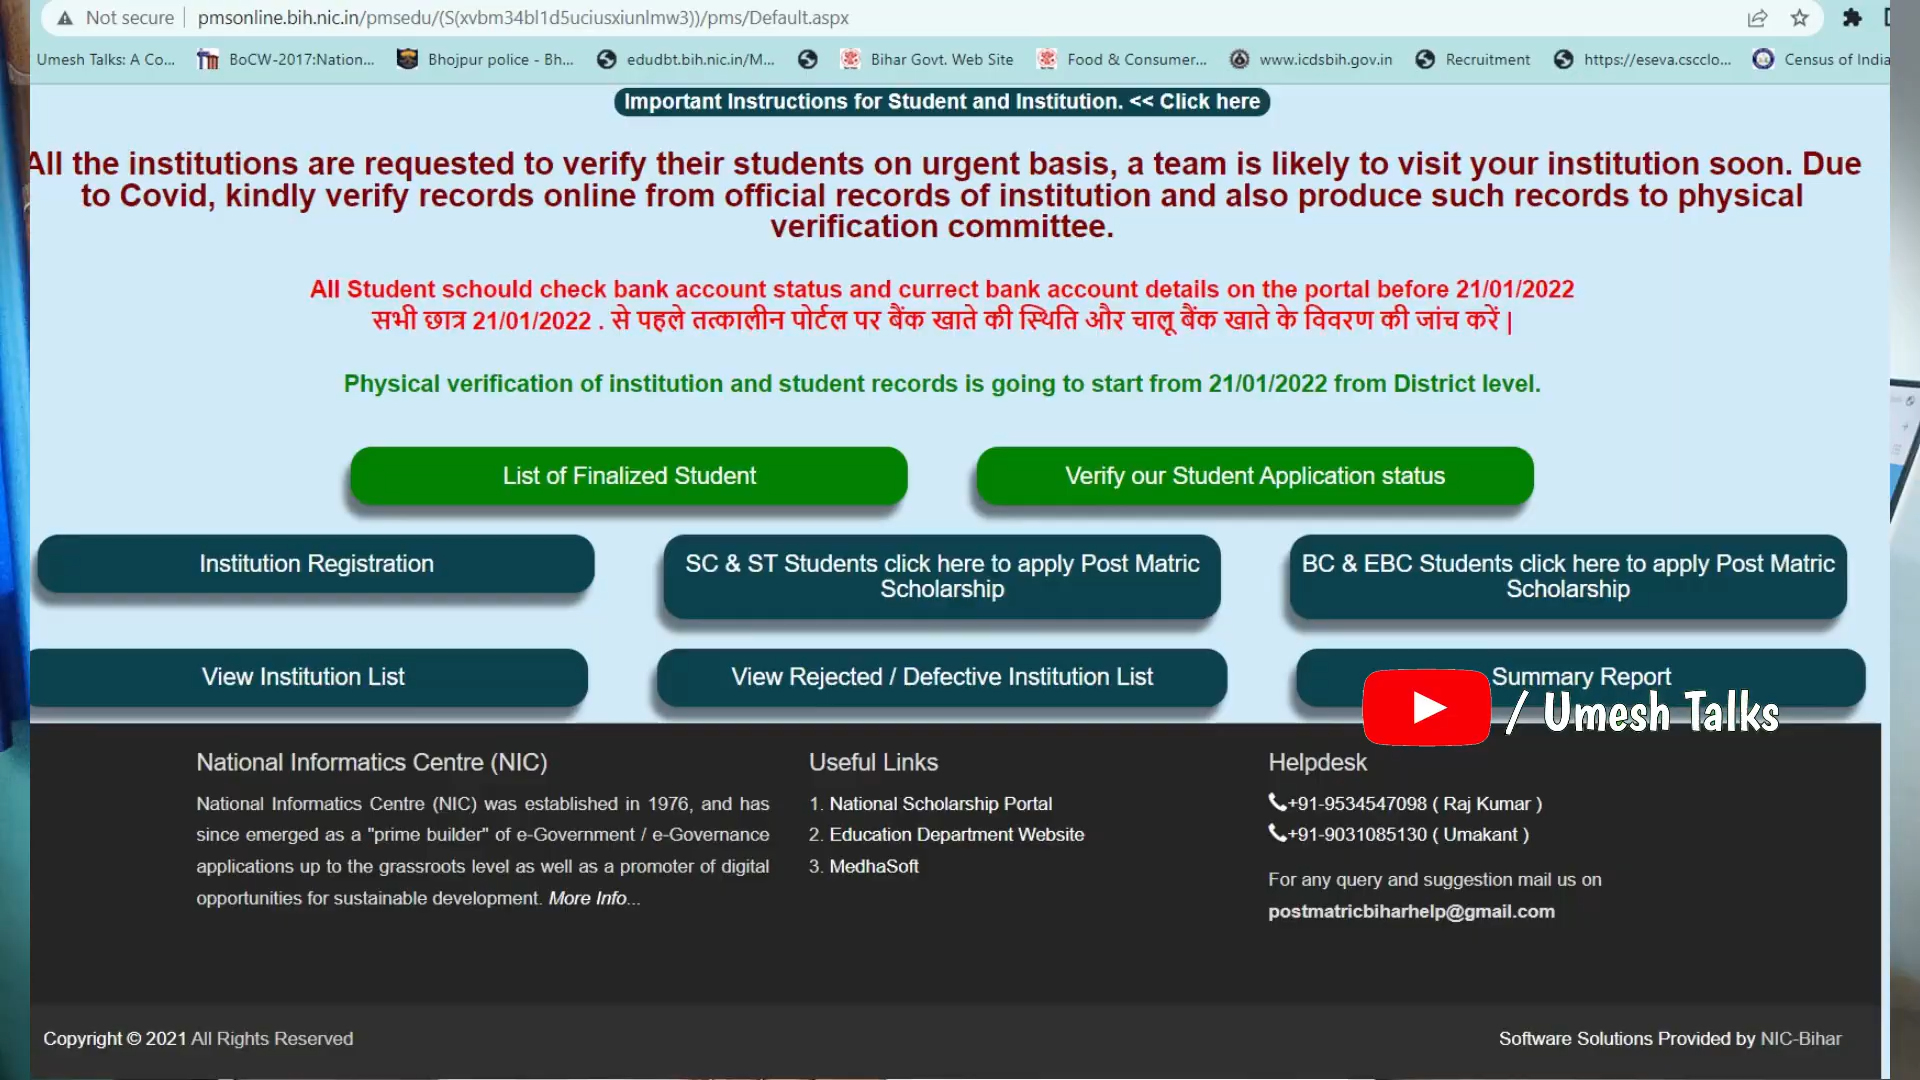 Not secure
pmsonline.bih.nic.in/pmsedu/(S(xvbm34bl1d5uciusxiunlmw3))/pms/Default.aspx
Umesh Talks: A Co... BoCW-2017:Nation... Bhojpur police - Bh... edudbt.bih.nic.in/M... Bihar Govt. Web Site Food & Consumer... www.icdsbih.gov.in Recruitment https://eseva.cscclo... Census of India
Important Instructions for Student and Institution. << Click here
All the institutions are requested to verify their students on urgent basis, a team is likely to visit your institution soon. Due
to Covid, kindly verify records online from official records of institution and also produce such records to physical
verification committee.
All Student schould check bank account status and currect bank account details on the portal before 21/01/2022
सभी छात्र 21/01/2022 . से पहले तत्कालीन पोर्टल पर बैंक खाते की स्थिति और चालू बैंक खाते के विवरण की जांच करें |
Physical verification of institution and student records is going to start from 21/01/2022 from District level.
List of Finalized Student
Verify our Student Application status
Institution Registration
SC & ST Students click here to apply Post Matric
Scholarship
BC & EBC Students click here to apply Post Matric
Scholarship
View Institution List
View Rejected / Defective Institution List
Summary Report
/ Umesh Talks
National Informatics Centre (NIC)
National Informatics Centre (NIC) was established in 1976, and has
since emerged as a "prime builder" of e-Government / e-Governance
applications up to the grassroots level as well as a promoter of digital
opportunities for sustainable development. More Info...
Useful Links
1. National Scholarship Portal
2. Education Department Website
3. MedhaSoft
Helpdesk
+91-9534547098 ( Raj Kumar )
+91-9031085130 ( Umakant )
For any query and suggestion mail us on
postmatricbiharhelp@gmail.com
Copyright © 2021 All Rights Reserved
Software Solutions Provided by NIC-Bihar